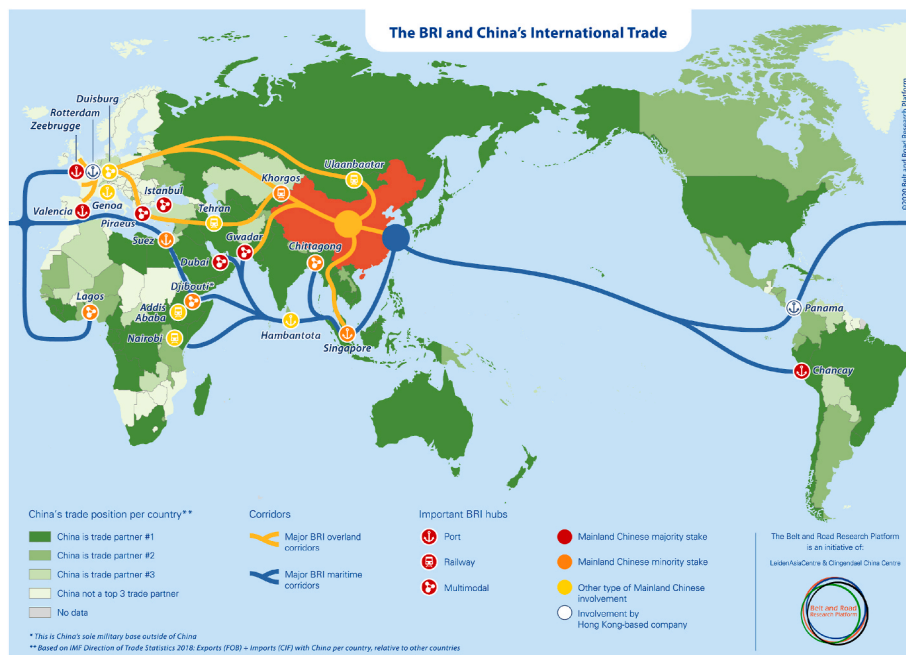 The BRI and China's International Trade
Duisburg
Rotterdam
Zeebrugge
Ulaanbaatar
Khorgos
Istanbul
Genoa
Valencia
Tehran
Piraeus
Gwadar
Suez
Chittagong
Dubai
Djibouti*
Lagos
Addis
Ababa
Nairobi
Hambantota
Singapore
Panama
Chancay
©2020 Belt and Road Research Platform
China's trade position per country**
China is trade partner #1
China is trade partner #2
China is trade partner #3
China not a top 3 trade partner
No data
Corridors
Major BRI overland
corridors
Major BRI maritime
corridors
Important BRI hubs
Port
Railway
Multimodal
Mainland Chinese majority stake
Mainland Chinese minority stake
Other type of Mainland Chinese
involvement
Involvement by
Hong Kong-based company
The Belt and Road Research Platform
is an initiative of:
LeidenAsiaCentre & Clingendael China Centre
Belt and Road
Research Platform
* This is China's sole military base outside of China
** Based on IMF Direction of Trade Statistics 2018: Exports (FOB) + Imports (CIF) with China per country, relative to other countries